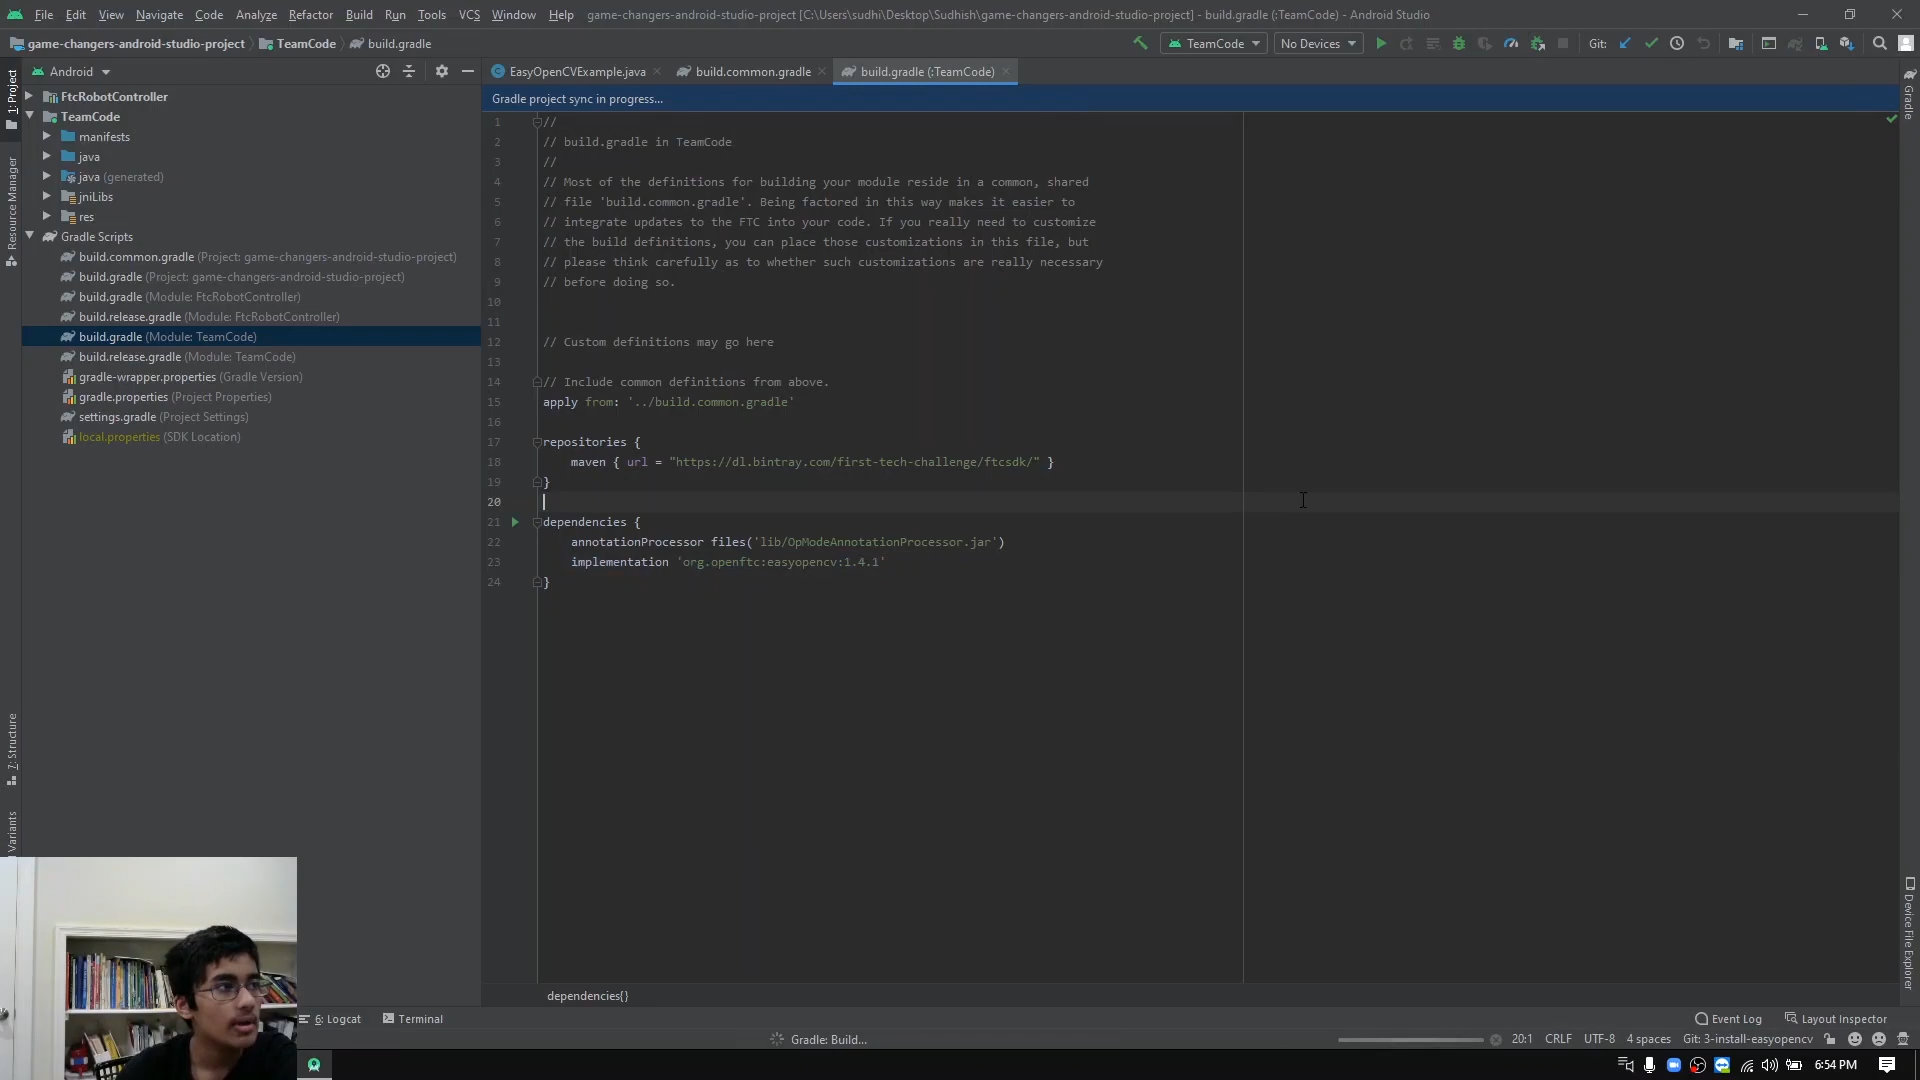 File Edit View Navigate Code Analyze Refactor Build Run Tools VCS Window Help game-changers-android-studio-project [C:\Users\sudhi\Desktop\Sudhish\game-changers-android-studio-project] - build.gradle (:TeamCode) - Android Studio
game-changers-android-studio-project TeamCode build.gradle TeamCode No Devices Git:
Android EasyOpenCVExample.java build.common.gradle build.gradle (:TeamCode)
Gradle project sync in progress...
1: Project
Resource Manager
7: Structure
Variants
Gradle
Device File Explorer
FtcRobotController
TeamCode
manifests
java
java (generated)
jniLibs
res
Gradle Scripts
build.common.gradle (Project: game-changers-android-studio-project)
build.gradle (Project: game-changers-android-studio-project)
build.gradle (Module: FtcRobotController)
build.release.gradle (Module: FtcRobotController)
build.gradle (Module: TeamCode)
build.release.gradle (Module: TeamCode)
gradle-wrapper.properties (Gradle Version)
gradle.properties (Project Properties)
settings.gradle (Project Settings)
local.properties (SDK Location)
1 //
2 // build.gradle in TeamCode
3 //
4 // Most of the definitions for building your module reside in a common, shared
5 // file 'build.common.gradle'. Being factored in this way makes it easier to
6 // integrate updates to the FTC into your code. If you really need to customize
7 // the build definitions, you can place those customizations in this file, but
8 // please think carefully as to whether such customizations are really necessary
9 // before doing so.
10
11
12 // Custom definitions may go here
13
14 // Include common definitions from above.
15 apply from: '../build.common.gradle'
16
17 repositories {
18 maven { url = "https://dl.bintray.com/first-tech-challenge/ftcsdk/" }
19 }
20
21 dependencies {
22 annotationProcessor files('lib/OpModeAnnotationProcessor.jar')
23 implementation 'org.openftc:easyopencv:1.4.1'
24 }
dependencies{}
6: Logcat Terminal Event Log Layout Inspector
Gradle: Build... 20:1 CRLF UTF-8 4 spaces Git: 3-install-easyopencv
6:54 PM